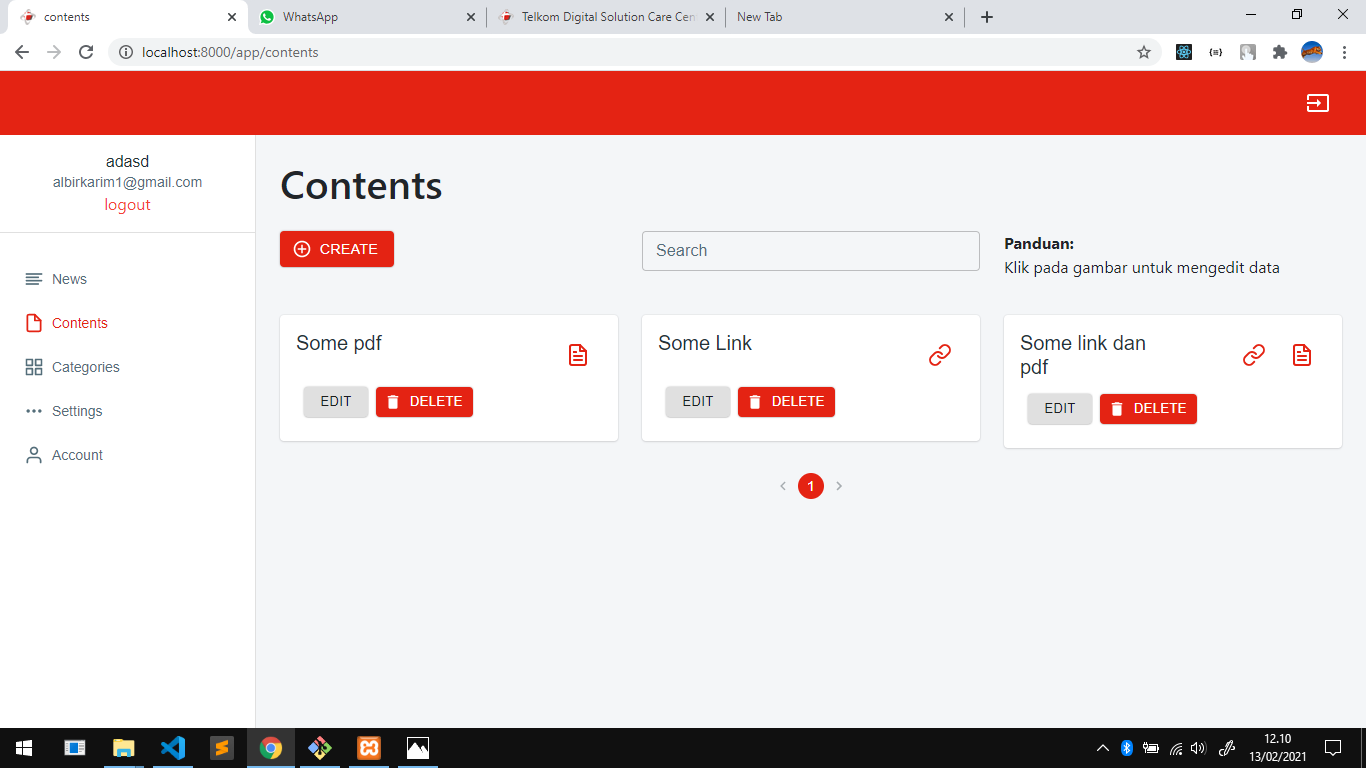 contents
WhatsApp
Telkom Digital Solution Care Cen
New Tab
localhost:8000/app/contents
adasd
albirkarim1@gmail.com
logout
News
Contents
Categories
Settings
Account
Contents
CREATE
Search
Panduan:
Klik pada gambar untuk mengedit data
Some pdf
EDIT
DELETE
Some Link
EDIT
DELETE
Some link dan
pdf
EDIT
DELETE
1
12.10
13/02/2021